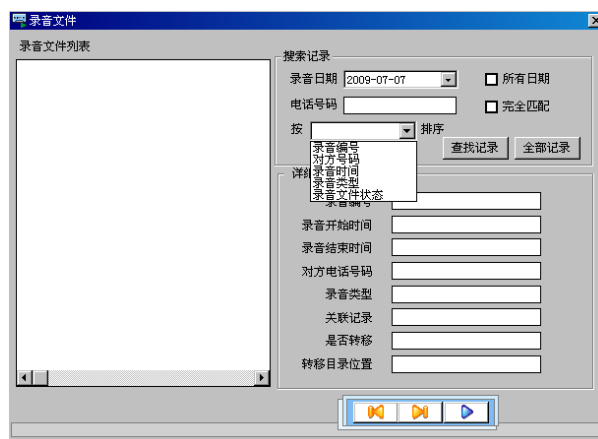 录音文件
录音文件列表
搜索记录
录音日期 2009-07-07 所有日期
电话号码 完全匹配
按 排序
查找记录 全部记录
录音编号
对方号码
录音时间
录音类型
录音文件状态
详细
录音编号
录音开始时间
录音结束时间
对方电话号码
录音类型
关联记录
是否转移
转移目录位置